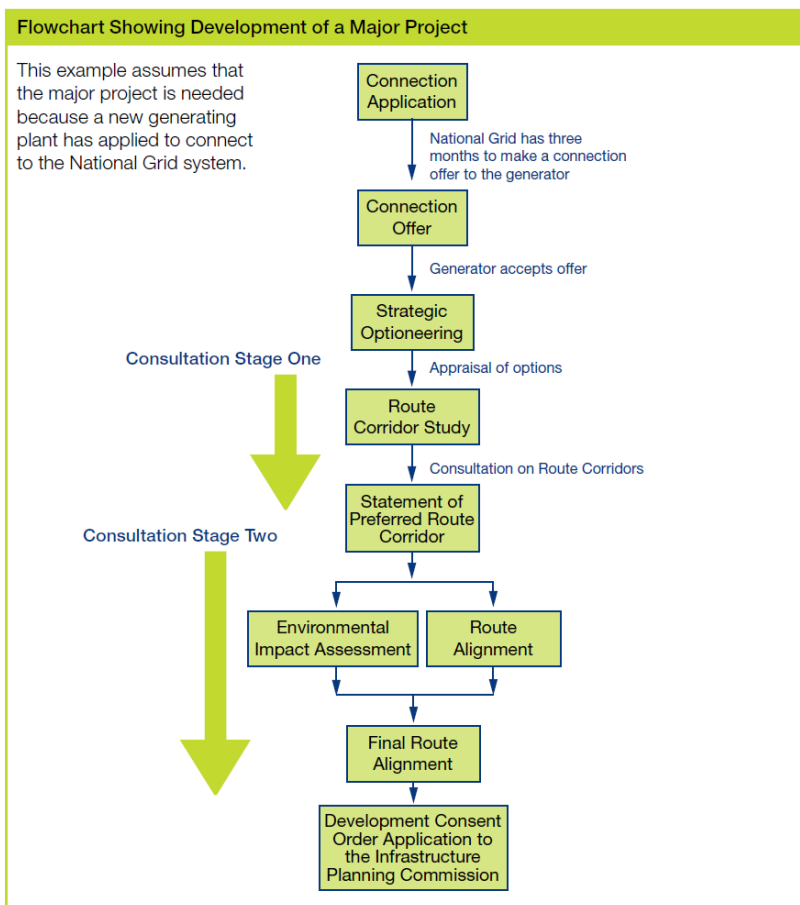 Flowchart Showing Development of a Major Project
This example assumes that
the major project is needed
because a new generating
plant has applied to connect
to the National Grid system.
Connection
Application
National Grid has three
months to make a connection
offer to the generator
Connection
Offer
Generator accepts offer
Strategic
Optioneering
Consultation Stage One
Appraisal of options
Route
Corridor Study
Consultation on Route Corridors
Statement of
Preferred Route
Corridor
Consultation Stage Two
Environmental
Impact Assessment
Route
Alignment
Final Route
Alignment
Development Consent
Order Application to
the Infrastructure
Planning Commission